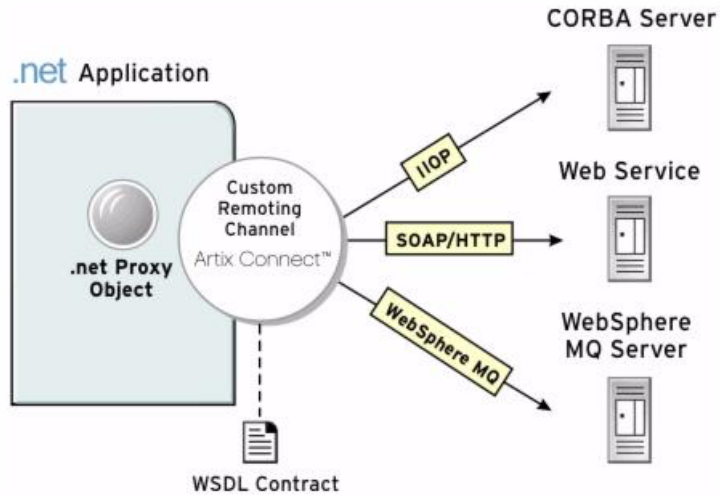 CORBA Server
.net Application
IIOP
Custom
Remoting
Channel
Artix Connect™
Web Service
SOAP/HTTP
.net Proxy
Object
WebSphere
MQ Server
WebSphere MQ
WSDL Contract